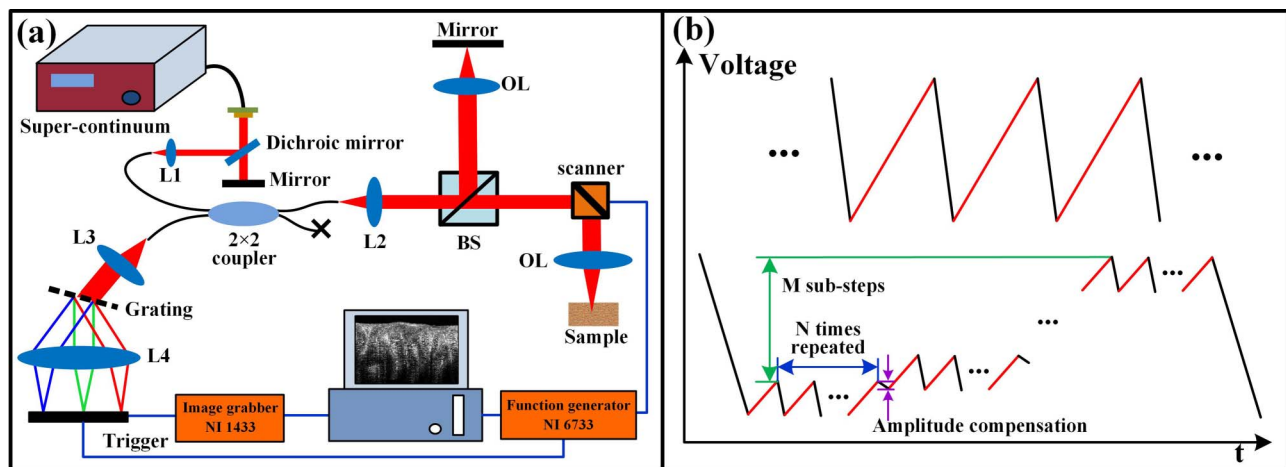 (a)
Mirror
OL
Super-continuum
Dichroic mirror
L1
Mirror
scanner
L3
2×2
coupler
L2
BS
OL
Grating
Sample
L4
Image grabber
NI 1433
Function generator
NI 6733
Trigger
(b)
Voltage
...
...
M sub-steps
...
N times
repeated
...
...
...
Amplitude compensation
t